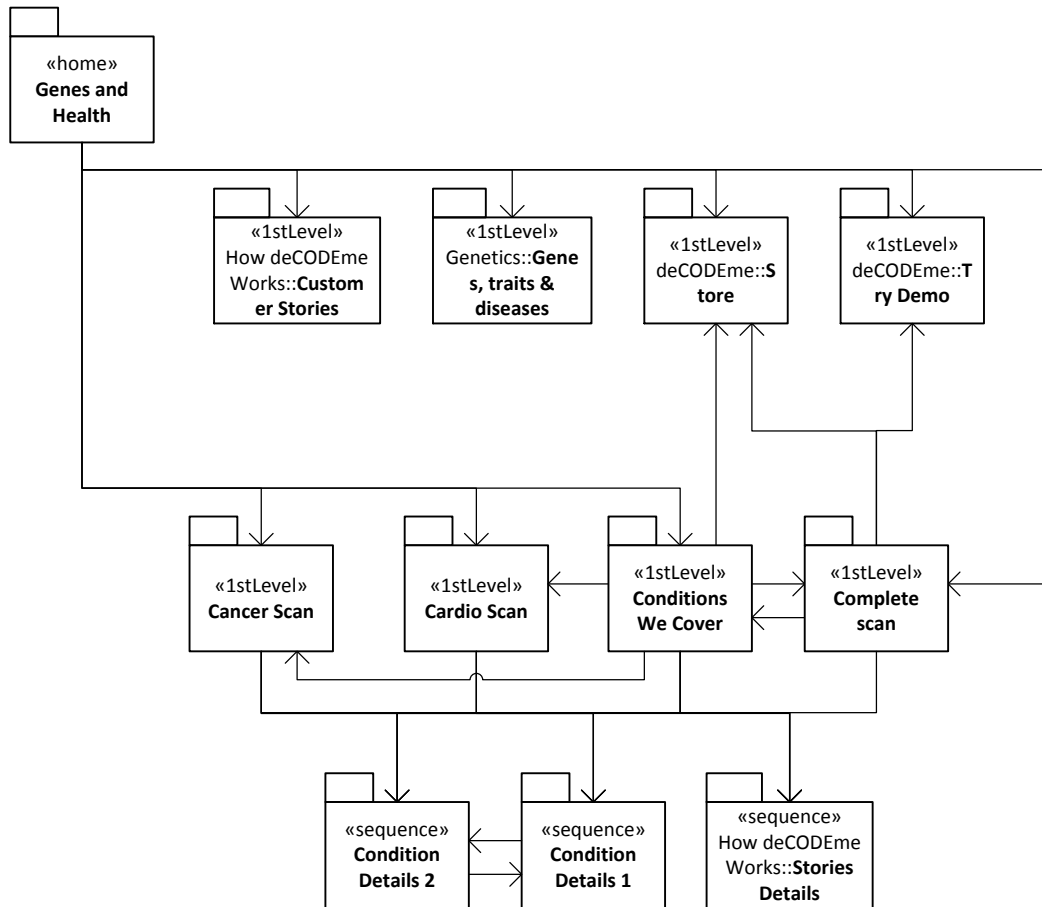 «home»
Genes and
Health
«1stLevel»
How deCODEme
Works::Custom
er Stories
«1stLevel»
Genetics::Gene
s, traits &
diseases
«1stLevel»
deCODEme::S
tore
«1stLevel»
deCODEme::T
ry Demo
«1stLevel»
Cancer Scan
«1stLevel»
Cardio Scan
«1stLevel»
Conditions
We Cover
«1stLevel»
Complete
scan
«sequence»
Condition
Details 2
«sequence»
Condition
Details 1
«sequence»
How deCODEme
Works::Stories
Details